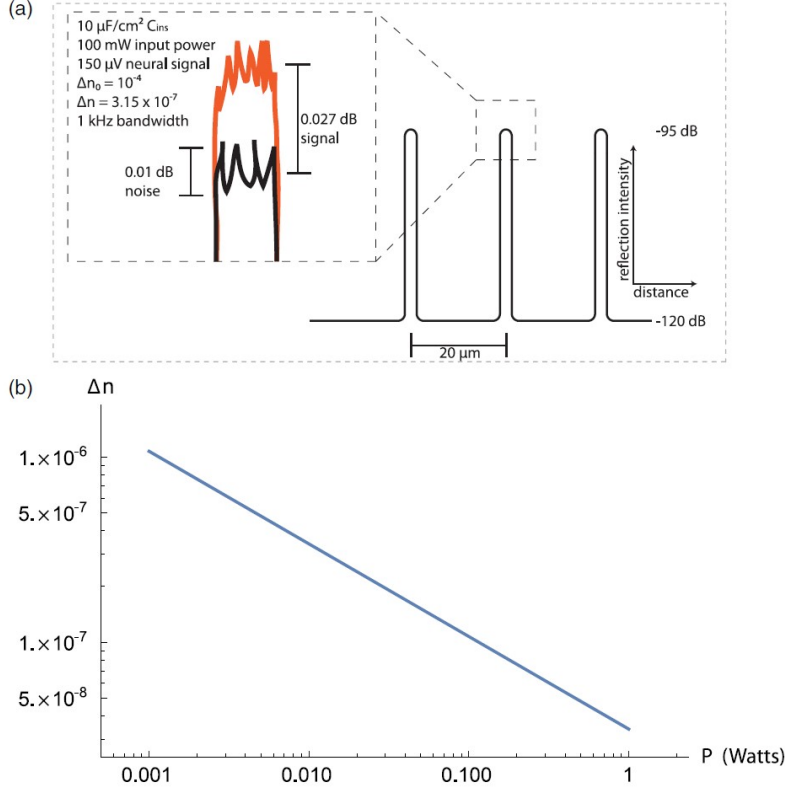 (a)
10 µF/cm² Cins
100 mW input power
150 µV neural signal
Δn₀ = 10⁻⁴
Δn = 3.15 x 10⁻⁷
1 kHz bandwidth
0.027 dB
signal
0.01 dB
noise
-95 dB
reflection intensity
distance
-120 dB
20 µm
(b)
Δn
1.×10⁻⁶
5.×10⁻⁷
1.×10⁻⁷
5.×10⁻⁸
P (Watts)
0.001
0.010
0.100
1